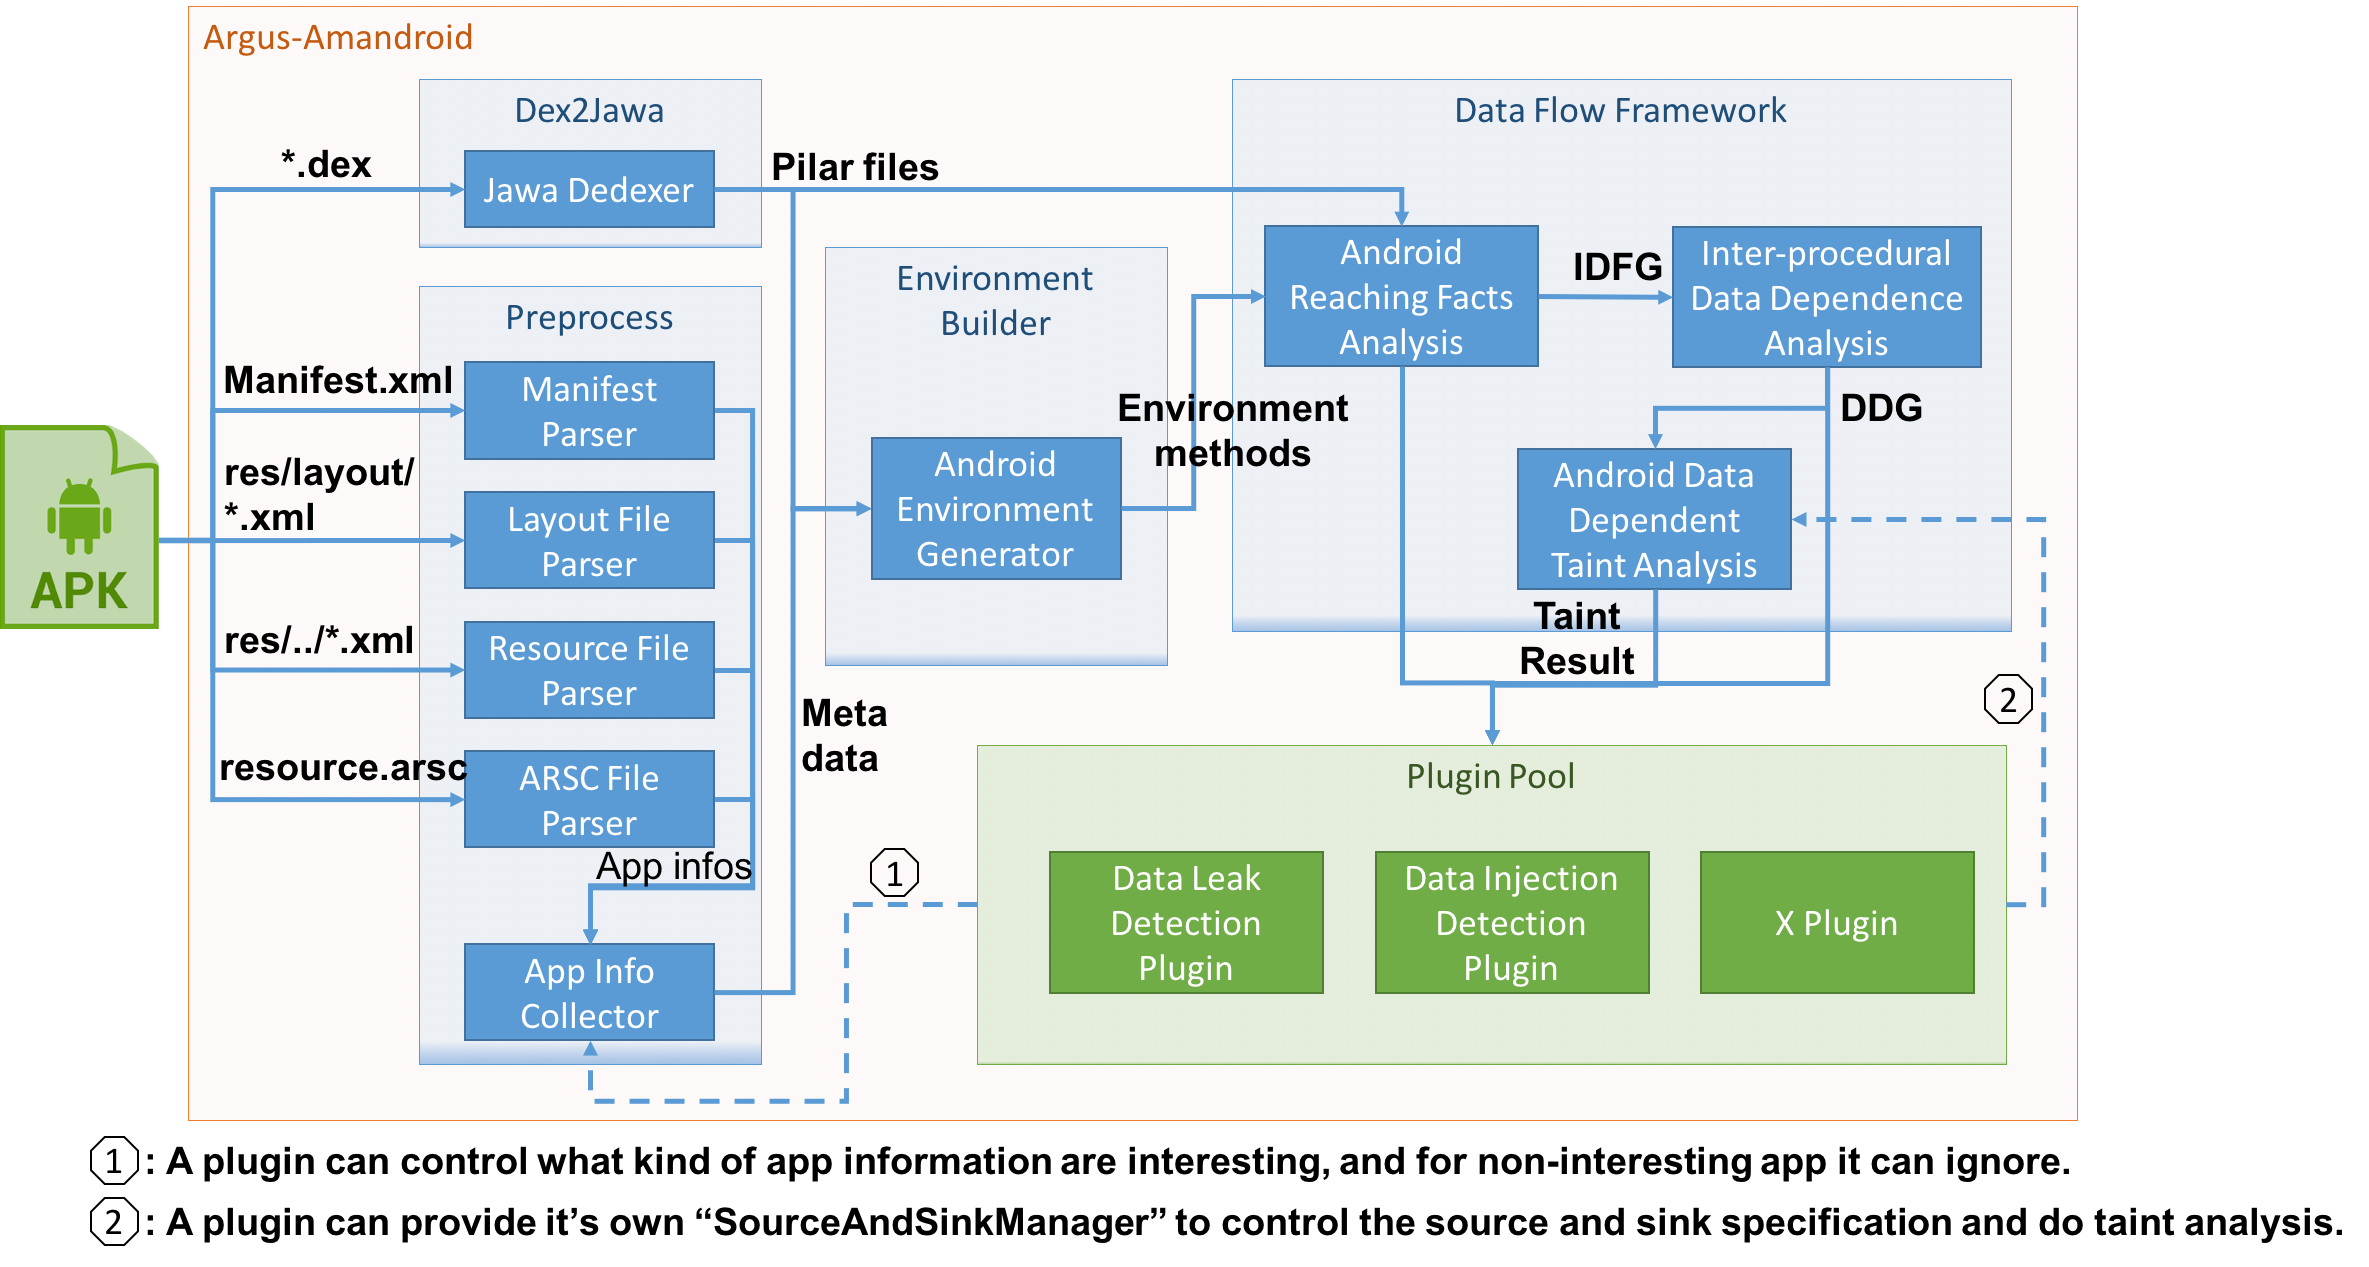 Argus-Amandroid
Dex2Jawa
*.dex
Jawa Dedexer
Pilar files
Preprocess
Manifest.xml
Manifest
Parser
res/layout/
*.xml
Layout File
Parser
res/../*.xml
Resource File
Parser
resource.arsc
ARSC File
Parser
App infos
App Info
Collector
APK
Meta
data
Environment
Builder
Android
Environment
Generator
Environment
methods
Data Flow Framework
Android
Reaching Facts
Analysis
IDFG
Inter-procedural
Data Dependence
Analysis
DDG
Android Data
Dependent
Taint Analysis
Taint
Result
2
1
Plugin Pool
Data Leak
Detection
Plugin
Data Injection
Detection
Plugin
X Plugin
1 : A plugin can control what kind of app information are interesting, and for non-interesting app it can ignore.
2 : A plugin can provide it’s own “SourceAndSinkManager” to control the source and sink specification and do taint analysis.